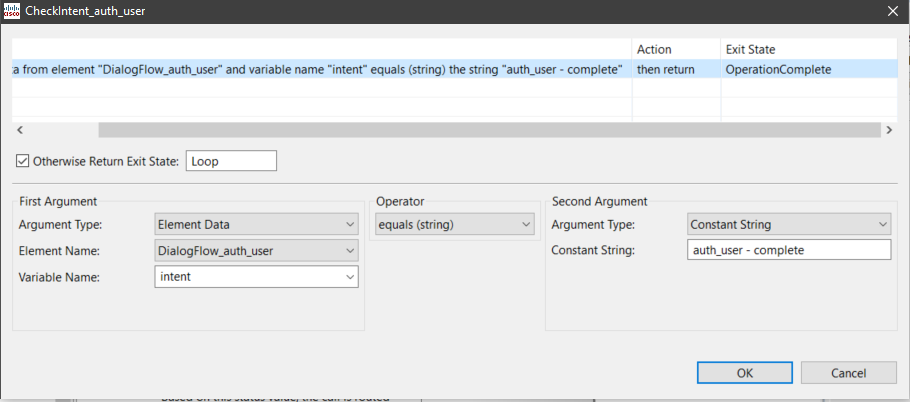 CISCO CheckIntent_auth_user
Action Exit State
ta from element "DialogFlow_auth_user" and variable name "intent" equals (string) the string "auth_user - complete" then return OperationComplete
Otherwise Return Exit State: Loop
First Argument Operator Second Argument
Argument Type: Element Data equals (string) Argument Type: Constant String
Element Name: DialogFlow_auth_user Constant String: auth_user - complete
Variable Name: intent
OK Cancel
Based on this status value, the call is routed